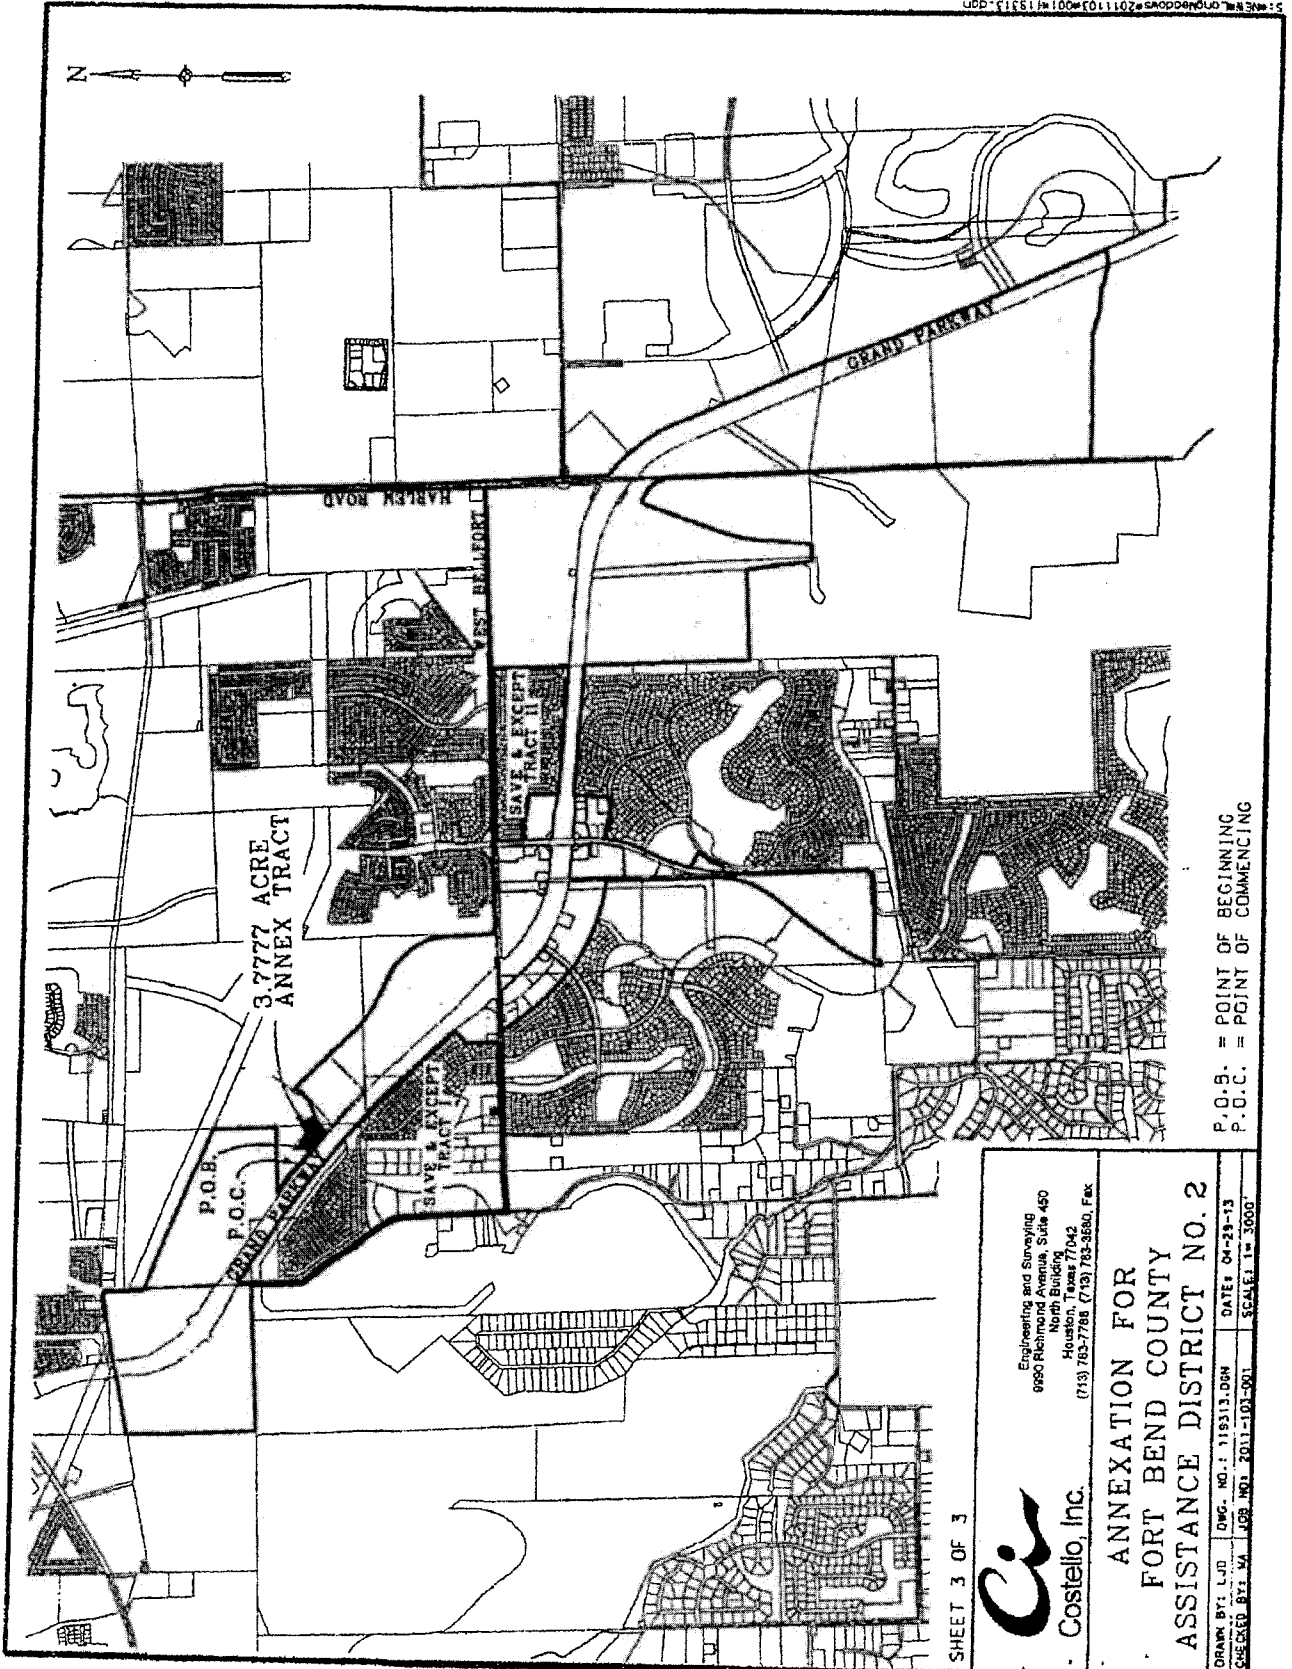 N
3.7777 ACRE
ANNEX TRACT
P.O.B.
P.O.C.
GRAND PARKWAY
SAVE & EXCEPT
TRACT I
SAVE & EXCEPT
TRACT II
WEST BELLFORT
HARLEM ROAD
GRAND PARKWAY
P.O.B. = POINT OF BEGINNING
P.O.C. = POINT OF COMMENCING
SHEET 3 OF 3
Costello, Inc.
Engineering and Surveying
9990 Richmond Avenue, Suite 450
North Building
Houston, Texas 77042
(713) 783-7788 (713) 783-3580, Fax
ANNEXATION FOR
FORT BEND COUNTY
ASSISTANCE DISTRICT NO. 2
DRAWN BY: LJD DWG. NO.: 119313.DGN DATE: 04-29-13
CHECKED BY: MA JOB NO: 2011-103-001 SCALE: 1"= 3000'